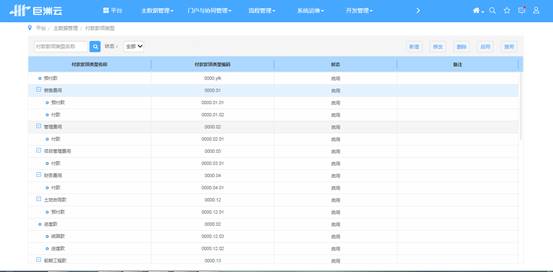 巨洲云 平台 主数据管理 门户与协同管理 流程管理 系统运维 开发管理
平台 / 主数据管理 / 付款款项类型
付款款项类型名称 状态: 全部 新增 修改 删除 启用 禁用
付款款项类型名称 付款款项类型编码 状态 备注
预付款 0000.yfk 启用
销售费用 0000.01 启用
预付款 0000.01.01 启用
付款 0000.01.02 启用
管理费用 0000.02 启用
付款 0000.02.01 启用
项目管理费用 0000.03 启用
付款 0000.03.01 启用
财务费用 0000.04 启用
付款 0000.04.01 启用
土地合同款 0000.12 启用
预付款 0000.12.01 启用
进度款 0000.02 启用
结算款 0000.12.03 启用
进度款 0000.12.02 启用
前期工程款 0000.13 启用